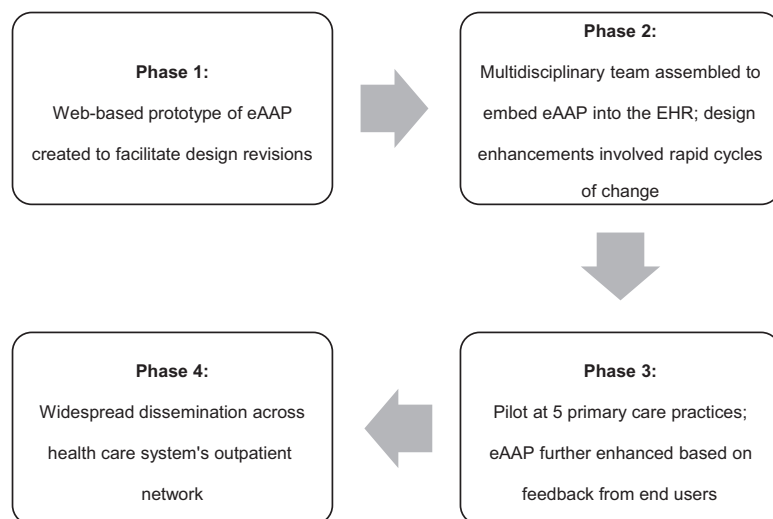 Phase 1:
Web-based prototype of eAAP
created to facilitate design revisions
Phase 2:
Multidisciplinary team assembled to
embed eAAP into the EHR; design
enhancements involved rapid cycles
of change
Phase 3:
Pilot at 5 primary care practices;
eAAP further enhanced based on
feedback from end users
Phase 4:
Widespread dissemination across
health care system's outpatient
network